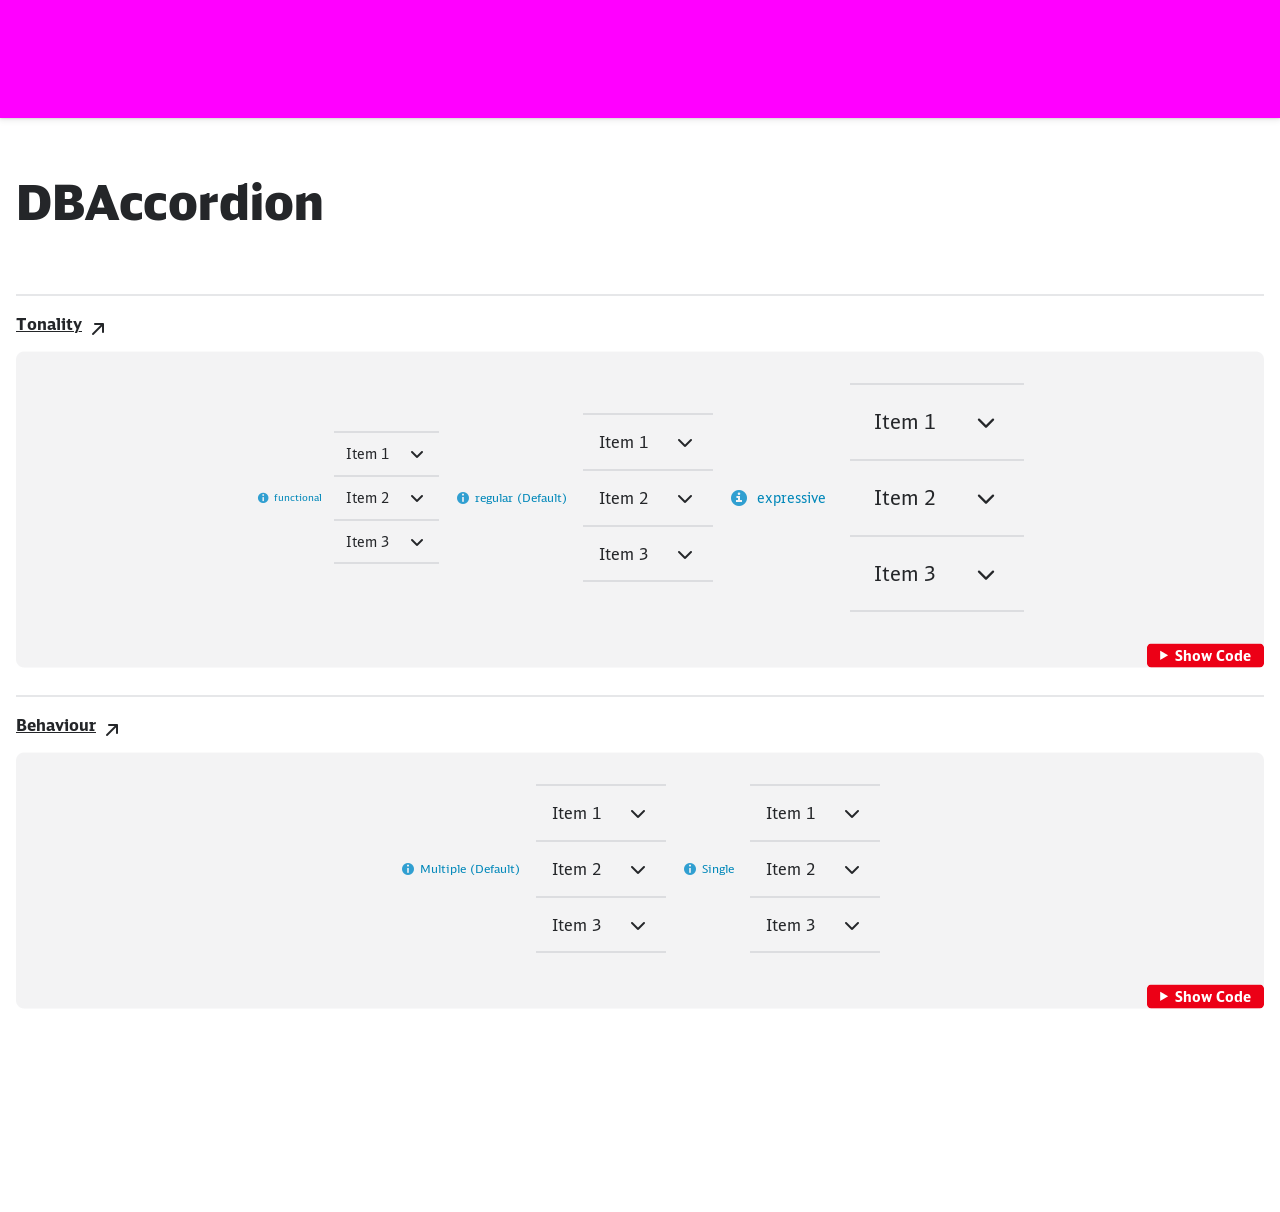 DBAccordion
Tonality
functional
Item 1
Item 2
Item 3
regular (Default)
Item 1
Item 2
Item 3
expressive
Item 1
Item 2
Item 3
Show Code
Behaviour
Multiple (Default)
Item 1
Item 2
Item 3
Single
Item 1
Item 2
Item 3
Show Code